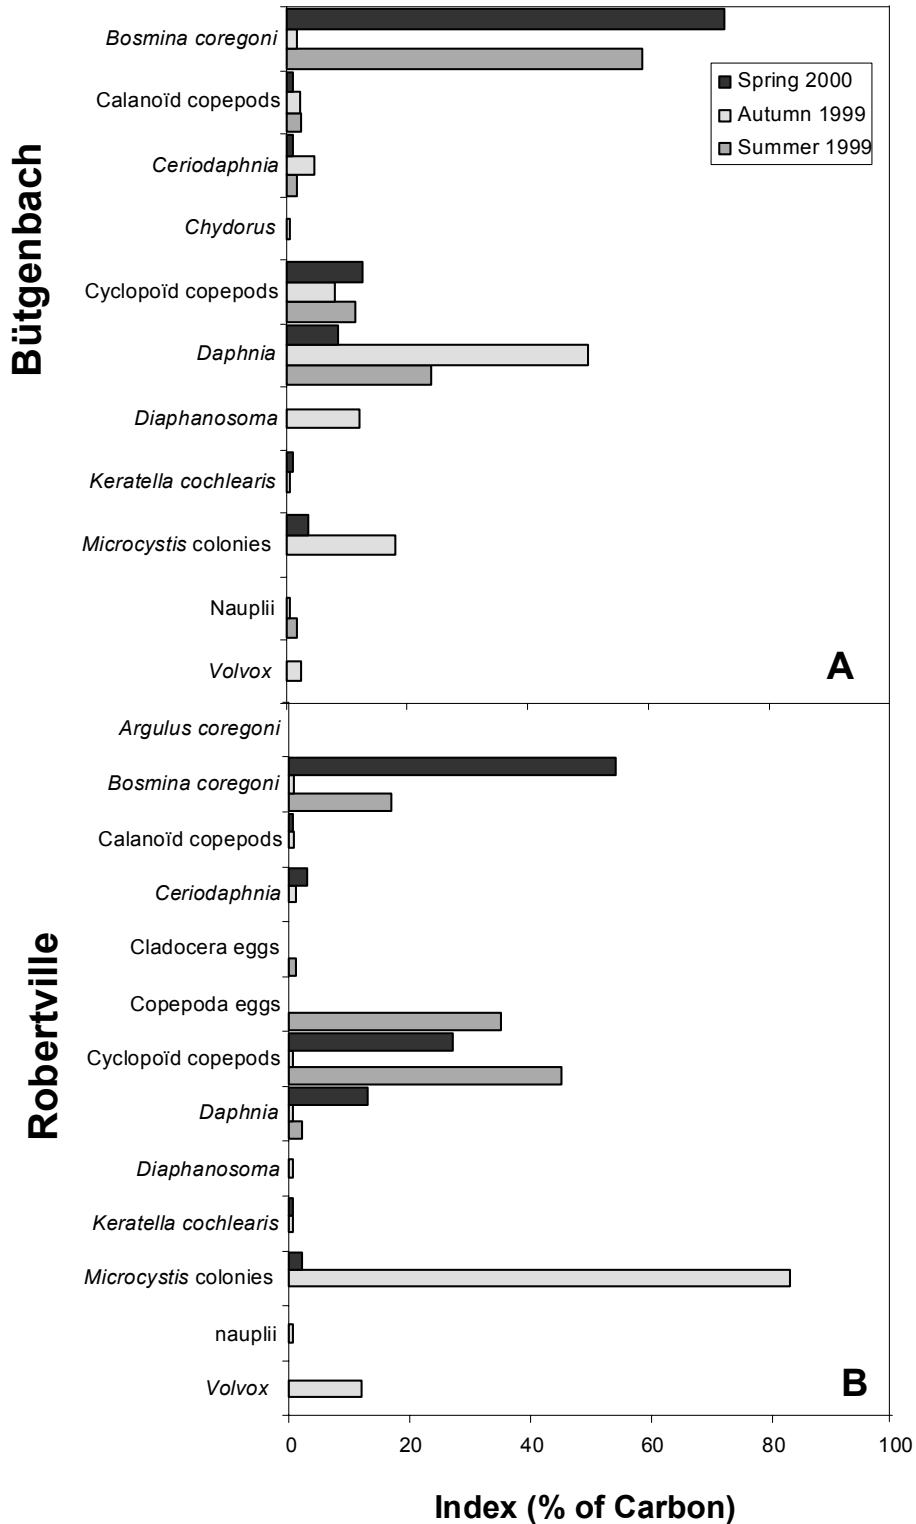 Bütgenbach
Bosmina coregoni
Calanoïd copepods
Ceriodaphnia
Chydorus
Cyclopoïd copepods
Daphnia
Diaphanosoma
Keratella cochlearis
Microcystis colonies
Nauplii
Volvox
Spring 2000
Autumn 1999
Summer 1999
A
Robertville
Argulus coregoni
Bosmina coregoni
Calanoïd copepods
Ceriodaphnia
Cladocera eggs
Copepoda eggs
Cyclopoïd copepods
Daphnia
Diaphanosoma
Keratella cochlearis
Microcystis colonies
nauplii
Volvox
B
0 20 40 60 80 100
Index (% of Carbon)